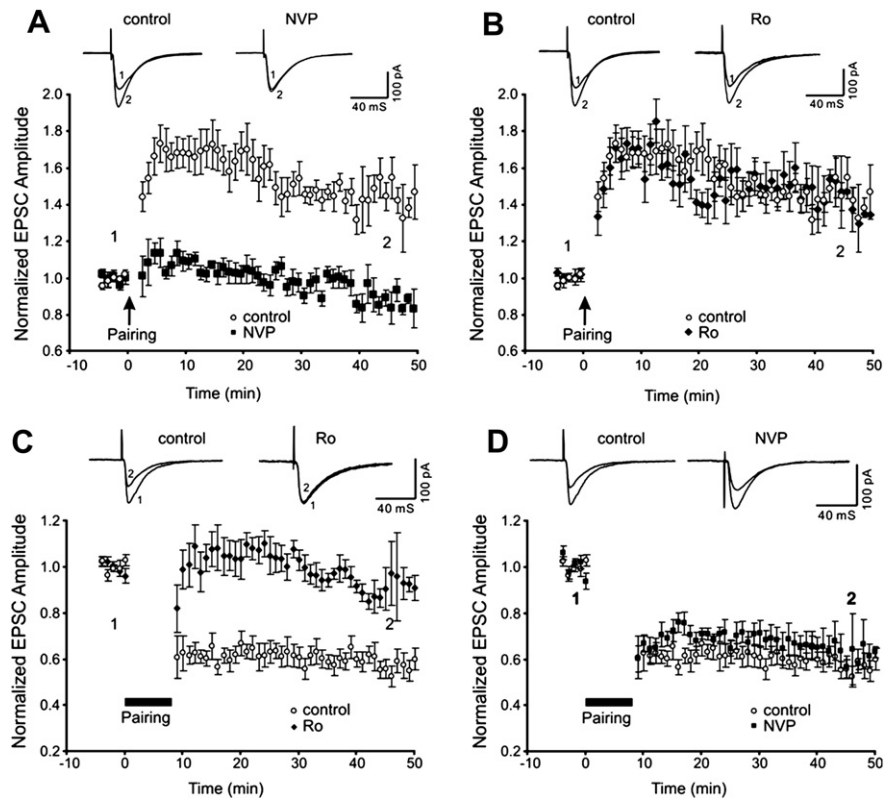 A
control
NVP
1
2
1
2
100 pA
40 mS
Normalized EPSC Amplitude
2.0
1.8
1.6
1.4
1.2
1.0
0.8
0.6
1
2
Pairing
control
NVP
-10
0
10
20
30
40
50
Time (min)
B
control
Ro
1
2
1
2
100 pA
40 mS
Normalized EPSC Amplitude
2.0
1.8
1.6
1.4
1.2
1.0
0.8
0.6
1
2
Pairing
control
Ro
-10
0
10
20
30
40
50
Time (min)
C
control
Ro
2
1
2
1
100 pA
40 mS
Normalized EPSC Amplitude
1.2
1.0
0.8
0.6
0.4
0.2
1
2
Pairing
control
Ro
-10
0
10
20
30
40
50
Time (min)
D
control
NVP
100 pA
40 mS
Normalized EPSC Amplitude
1.2
1.0
0.8
0.6
0.4
0.2
1
2
Pairing
control
NVP
-10
0
10
20
30
40
50
Time (min)